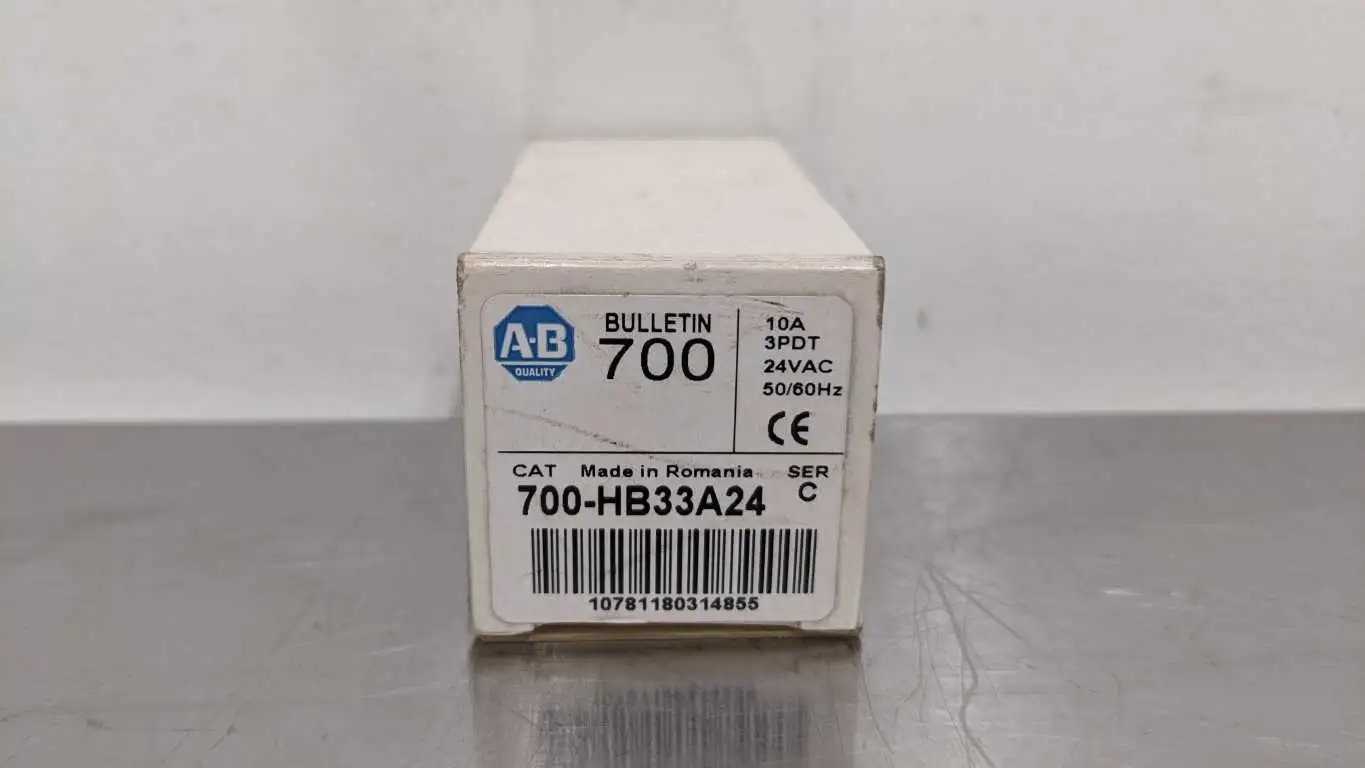 A-B
QUALITY
BULLETIN
700
10A
3PDT
24VAC
50/60Hz
CE
CAT Made in Romania SER
700-HB33A24 C
10781180314855